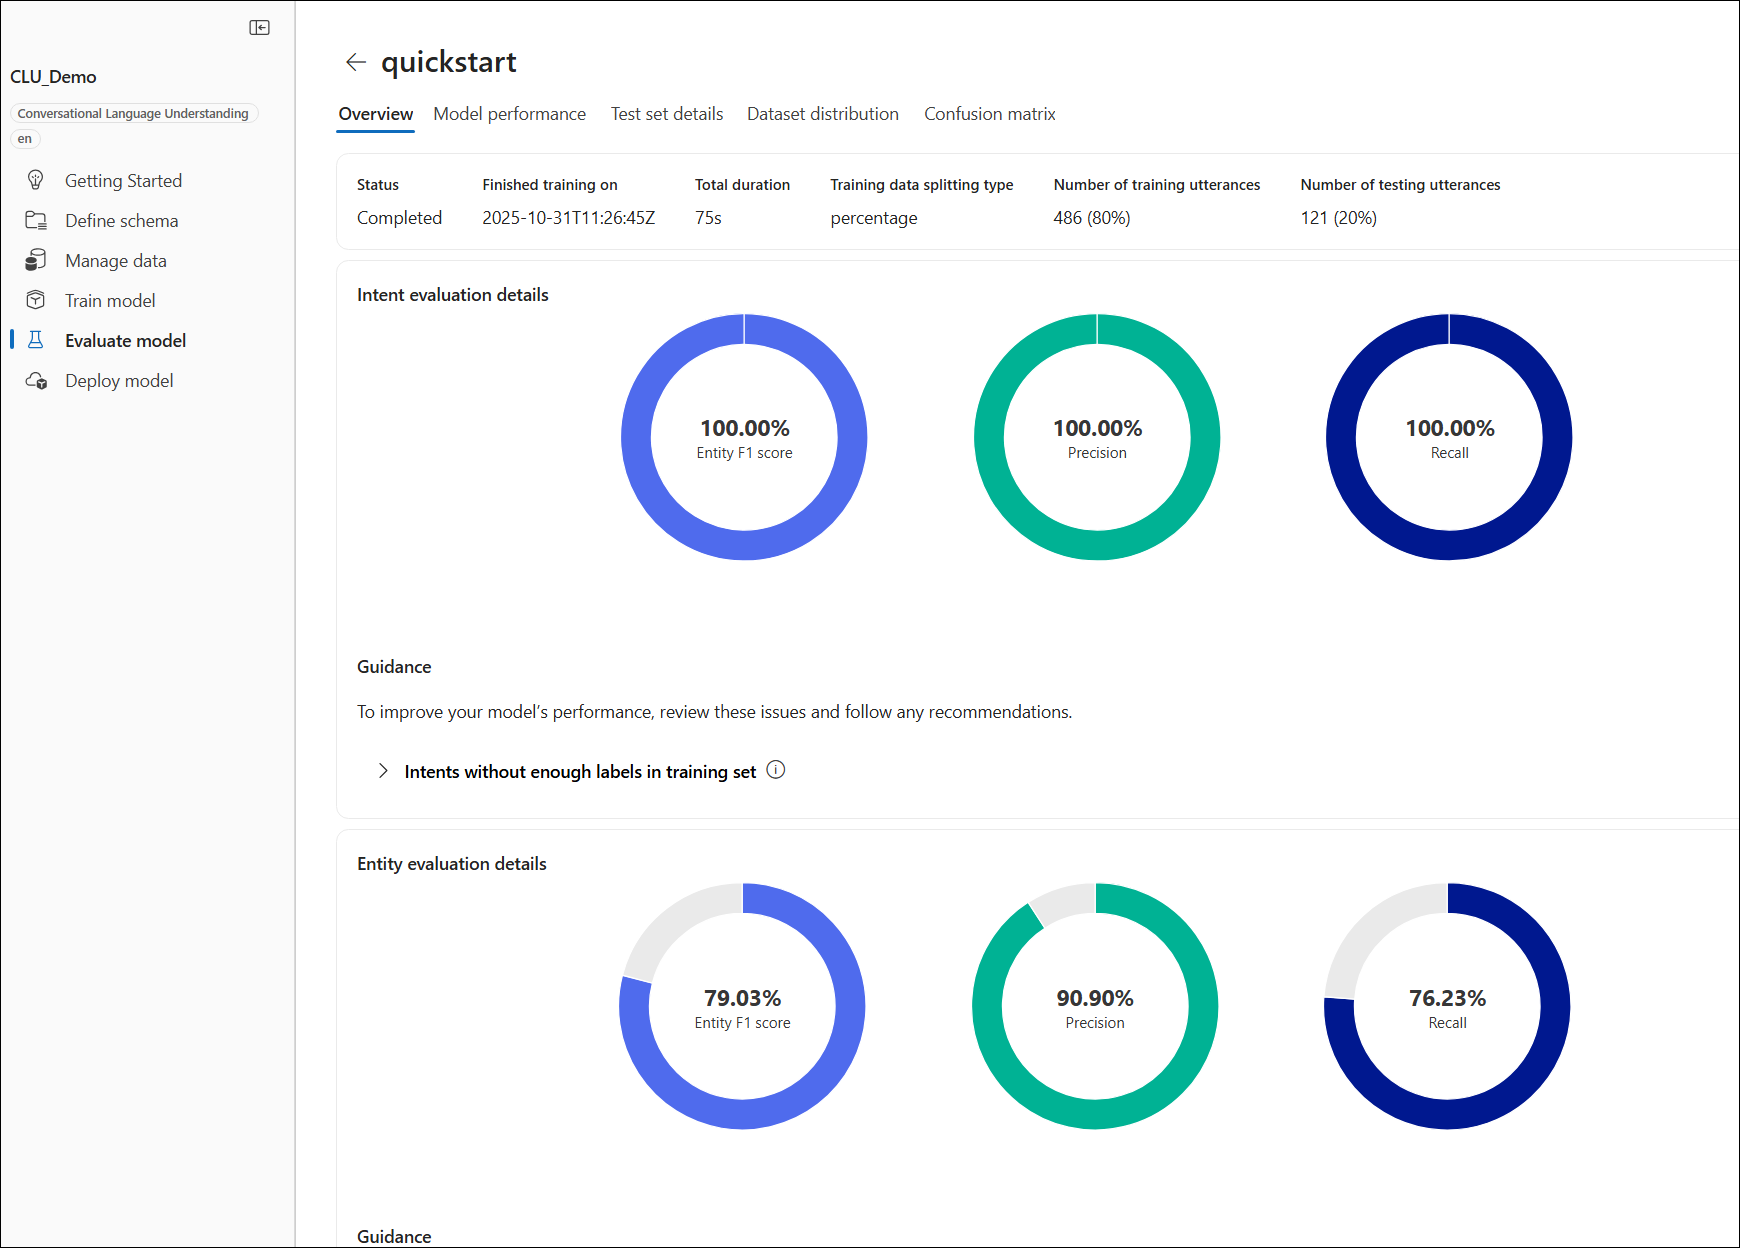 CLU_Demo
Conversational Language Understanding
en
Getting Started
Define schema
Manage data
Train model
Evaluate model
Deploy model
quickstart
Overview Model performance Test set details Dataset distribution Confusion matrix
Status Finished training on Total duration Training data splitting type Number of training utterances Number of testing utterances
Completed 2025-10-31T11:26:45Z 75s percentage 486 (80%) 121 (20%)
Intent evaluation details
100.00% 100.00% 100.00%
Entity F1 score Precision Recall
Guidance
To improve your model’s performance, review these issues and follow any recommendations.
Intents without enough labels in training set
Entity evaluation details
79.03% 90.90% 76.23%
Entity F1 score Precision Recall
Guidance